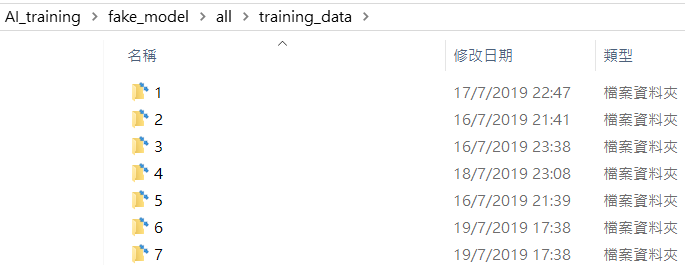 AI_training > fake_model > all > training_data >
名稱 修改日期 類型
1 17/7/2019 22:47 檔案資料夾
2 16/7/2019 21:41 檔案資料夾
3 16/7/2019 23:38 檔案資料夾
4 18/7/2019 23:08 檔案資料夾
5 16/7/2019 21:39 檔案資料夾
6 19/7/2019 17:38 檔案資料夾
7 19/7/2019 17:38 檔案資料夾